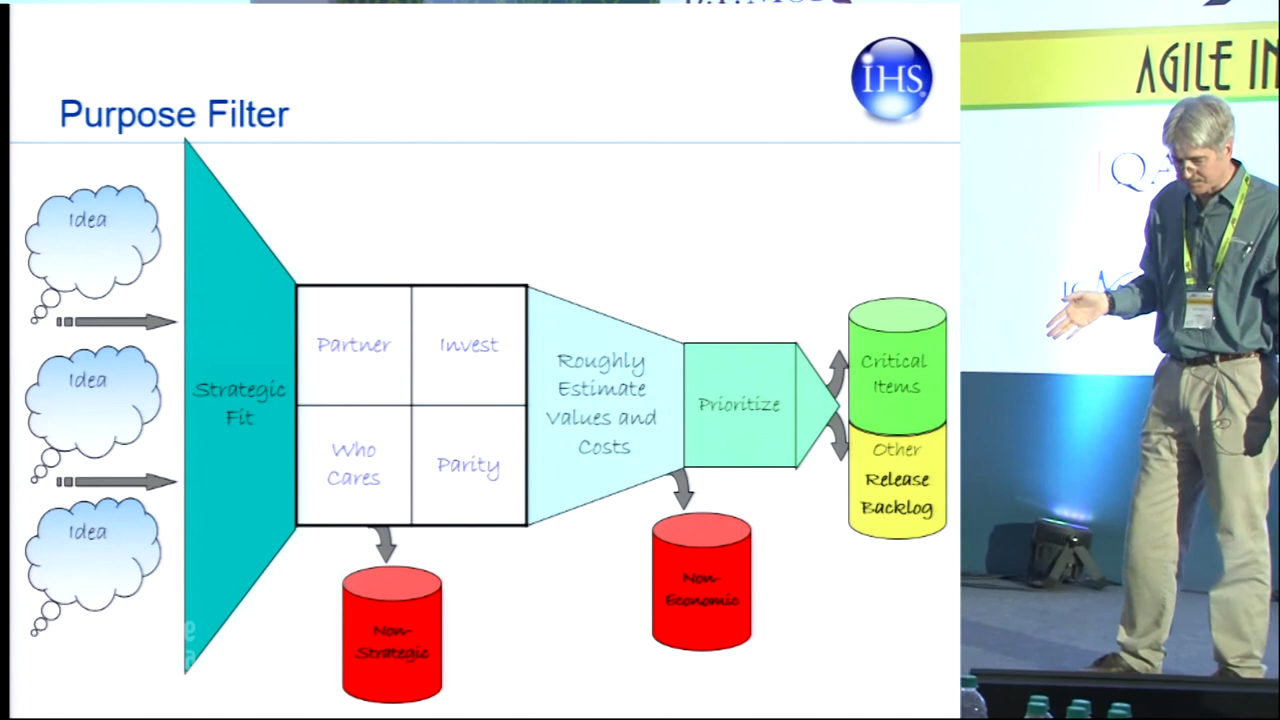 IHS
Purpose Filter
Idea
Idea
Idea
Strategic
Fit
Partner
Invest
Who
Cares
Parity
Roughly
Estimate
Values and
Costs
Prioritize
Critical
Items
Other
Release
Backlog
Non-
Strategic
Non-
Economic
AGILE IN
QA